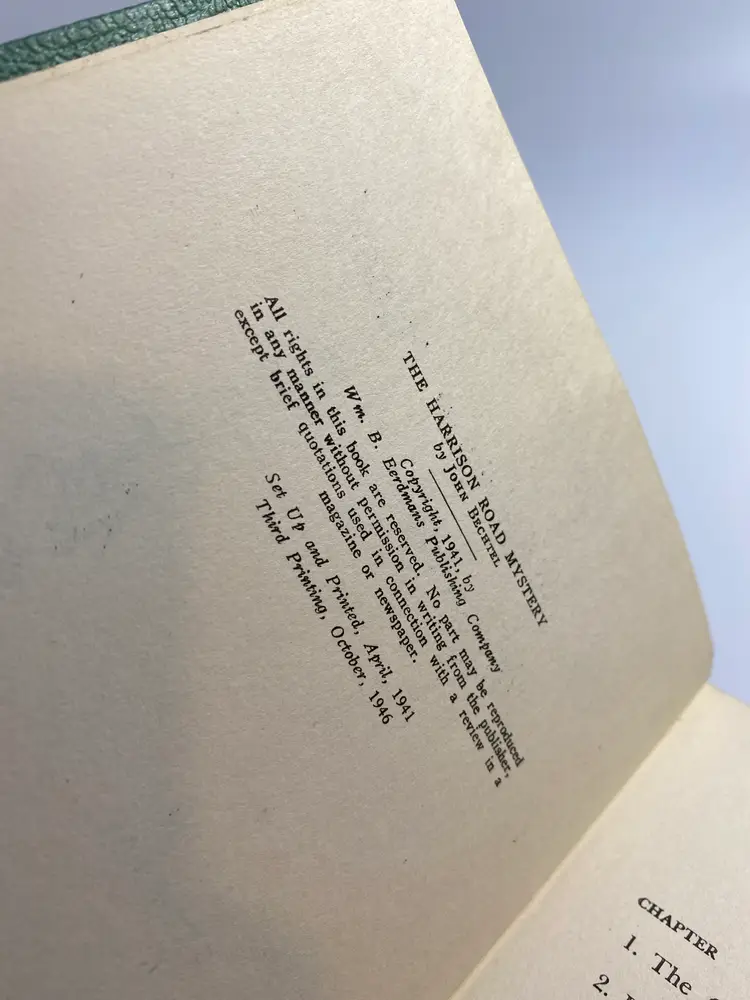 THE HARRISON ROAD MYSTERY
by JOHN BECHTEL
Copyright, 1941, by
Wm. B. Eerdmans Publishing Company
All rights in this book are reserved. No part may be reproduced
in any manner without permission in writing from the publisher,
except brief quotations used in connection with a review in a
magazine or newspaper.
Set Up and Printed, April, 1941
Third Printing, October, 1946
CHAPTER
1. The
2.